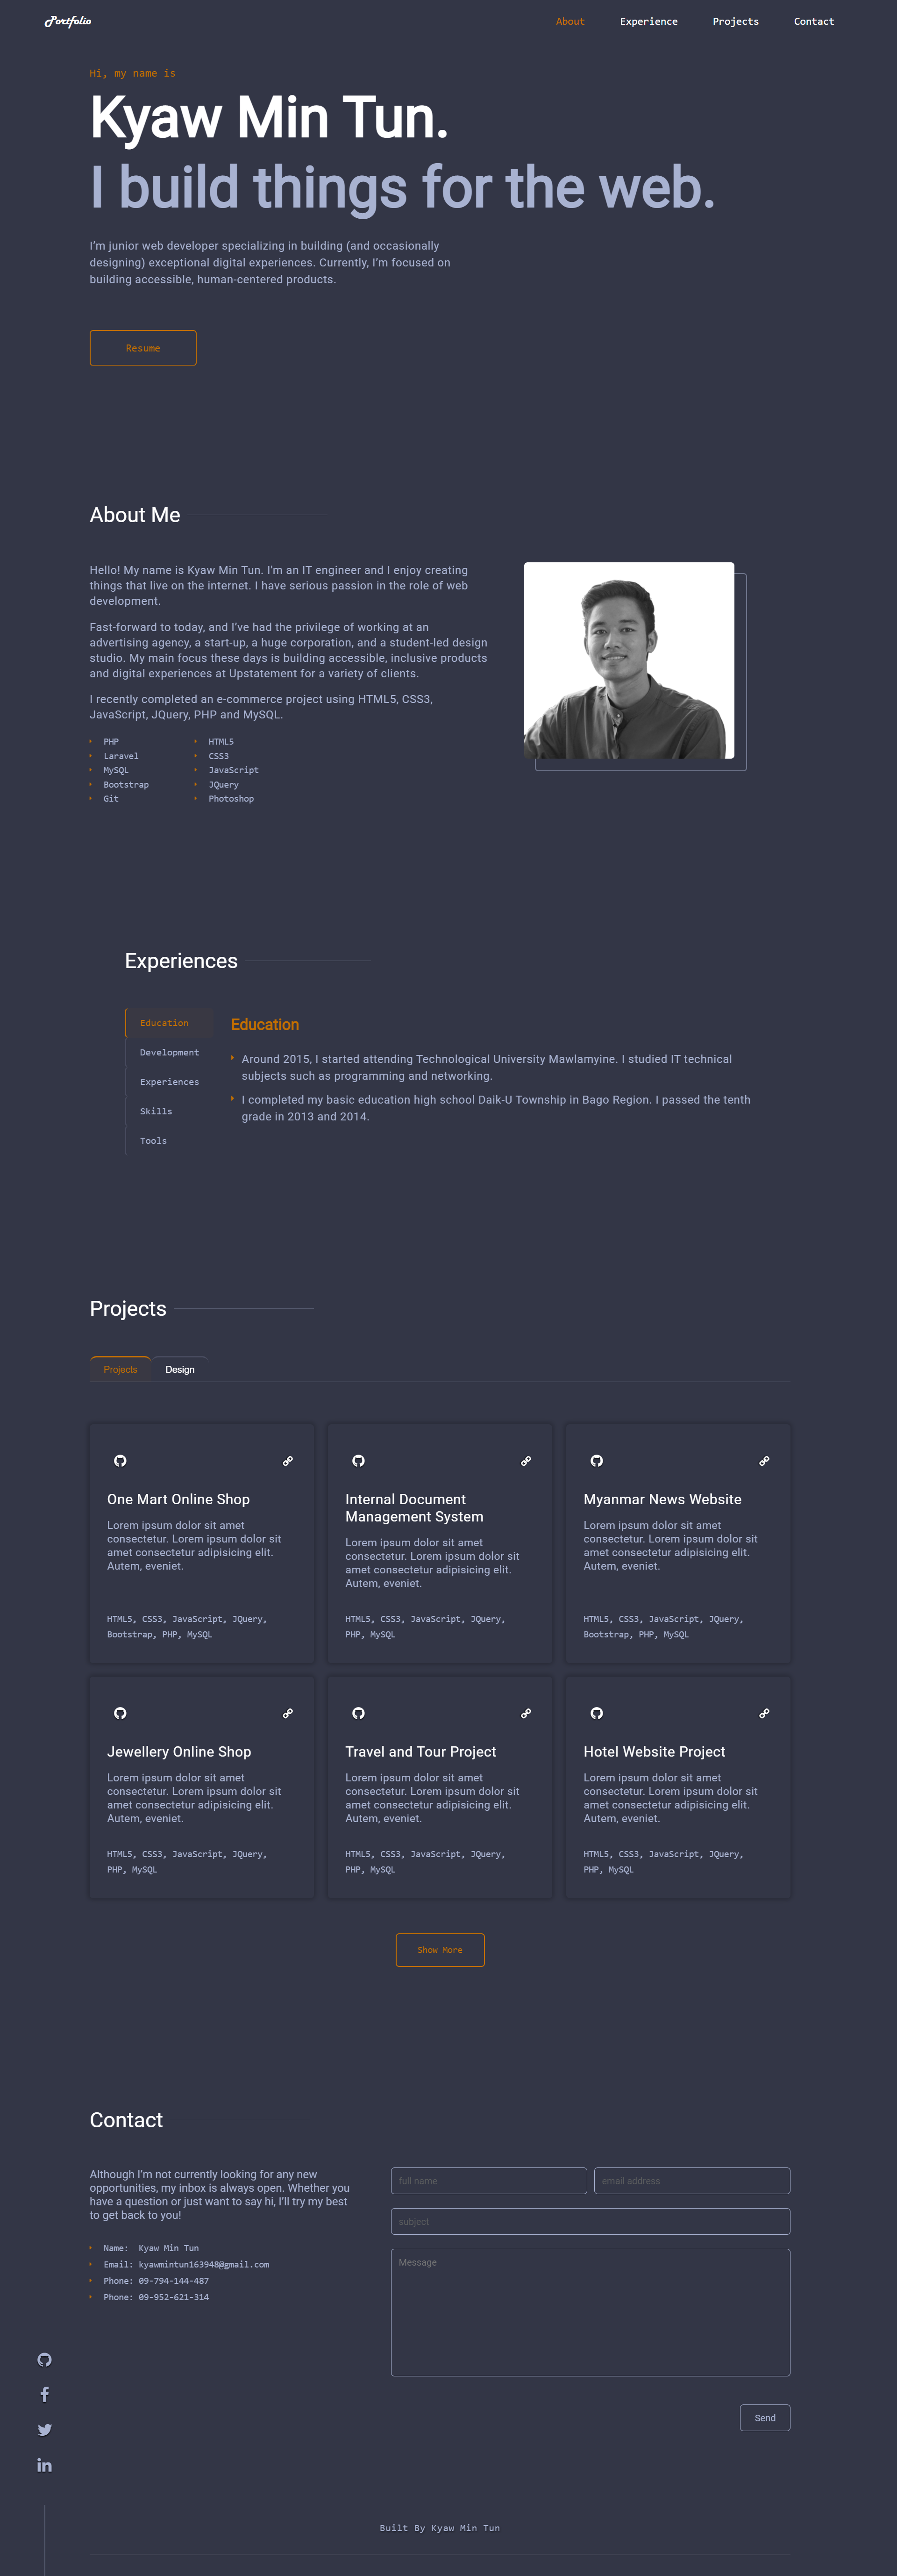 Portfolio
About Experience Projects Contact
Hi, my name is
Kyaw Min Tun.
I build things for the web.
I'm junior web developer specializing in building (and occasionally
designing) exceptional digital experiences. Currently, I'm focused on
building accessible, human-centered products.
Resume
About Me
Hello! My name is Kyaw Min Tun. I'm an IT engineer and I enjoy creating
things that live on the internet. I have serious passion in the role of web
development.
Fast-forward to today, and I've had the privilege of working at an
advertising agency, a start-up, a huge corporation, and a student-led design
studio. My main focus these days is building accessible, inclusive products
and digital experiences at Upstatement for a variety of clients.
I recently completed an e-commerce project using HTML5, CSS3,
JavaScript, JQuery, PHP and MySQL.
PHP
Laravel
MySQL
Bootstrap
Git
HTML5
CSS3
JavaScript
JQuery
Photoshop
Experiences
Education
Development
Experiences
Skills
Tools
Education
Around 2015, I started attending Technological University Mawlamyine. I studied IT technical
subjects such as programming and networking.
I completed my basic education high school Daik-U Township in Bago Region. I passed the tenth
grade in 2013 and 2014.
Projects
Projects Design
One Mart Online Shop
Lorem ipsum dolor sit amet
consectetur. Lorem ipsum dolor sit
amet consectetur adipisicing elit.
Autem, eveniet.
HTML5, CSS3, JavaScript, JQuery,
Bootstrap, PHP, MySQL
Internal Document
Management System
Lorem ipsum dolor sit amet
consectetur. Lorem ipsum dolor sit
amet consectetur adipisicing elit.
Autem, eveniet.
HTML5, CSS3, JavaScript, JQuery,
PHP, MySQL
Myanmar News Website
Lorem ipsum dolor sit amet
consectetur. Lorem ipsum dolor sit
amet consectetur adipisicing elit.
Autem, eveniet.
HTML5, CSS3, JavaScript, JQuery,
Bootstrap, PHP, MySQL
Jewellery Online Shop
Lorem ipsum dolor sit amet
consectetur. Lorem ipsum dolor sit
amet consectetur adipisicing elit.
Autem, eveniet.
HTML5, CSS3, JavaScript, JQuery,
PHP, MySQL
Travel and Tour Project
Lorem ipsum dolor sit amet
consectetur. Lorem ipsum dolor sit
amet consectetur adipisicing elit.
Autem, eveniet.
HTML5, CSS3, JavaScript, JQuery,
PHP, MySQL
Hotel Website Project
Lorem ipsum dolor sit amet
consectetur. Lorem ipsum dolor sit
amet consectetur adipisicing elit.
Autem, eveniet.
HTML5, CSS3, JavaScript, JQuery,
PHP, MySQL
Show More
Contact
Although I'm not currently looking for any new
opportunities, my inbox is always open. Whether you
have a question or just want to say hi, I'll try my best
to get back to you!
Name: Kyaw Min Tun
Email: kyawmintun163948@gmail.com
Phone: 09-794-144-487
Phone: 09-952-621-314
full name
email address
subject
Message
Send
Built By Kyaw Min Tun